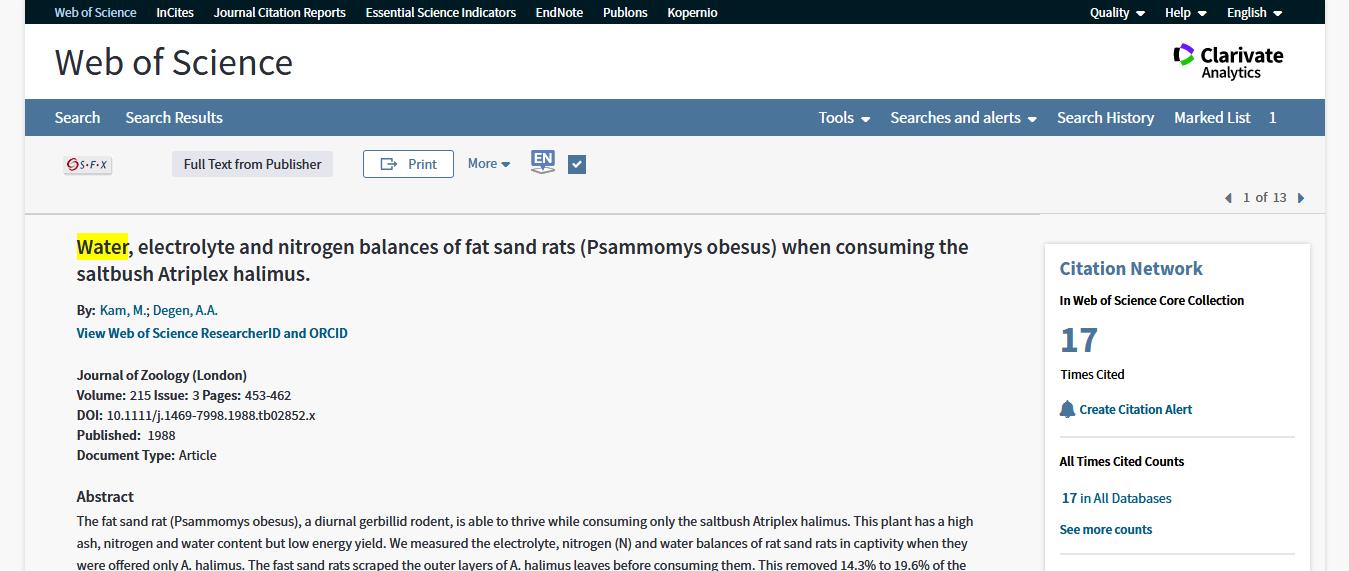 Web of Science InCites Journal Citation Reports Essential Science Indicators EndNote Publons Kopernio Quality Help English
Web of Science
Clarivate
Analytics
Search Search Results Tools Searches and alerts Search History Marked List 1
S·F·X Full Text from Publisher Print More EN
1 of 13
Water, electrolyte and nitrogen balances of fat sand rats (Psammomys obesus) when consuming the
saltbush Atriplex halimus.
By: Kam, M.; Degen, A.A.
View Web of Science ResearcherID and ORCID
Journal of Zoology (London)
Volume: 215 Issue: 3 Pages: 453-462
DOI: 10.1111/j.1469-7998.1988.tb02852.x
Published: 1988
Document Type: Article
Abstract
The fat sand rat (Psammomys obesus), a diurnal gerbillid rodent, is able to thrive while consuming only the saltbush Atriplex halimus. This plant has a high
ash, nitrogen and water content but low energy yield. We measured the electrolyte, nitrogen (N) and water balances of rat sand rats in captivity when they
were offered only A. halimus. The fast sand rats scraped the outer layers of A. halimus leaves before consuming them. This removed 14.3% to 19.6% of the
Citation Network
In Web of Science Core Collection
17
Times Cited
Create Citation Alert
All Times Cited Counts
17 in All Databases
See more counts